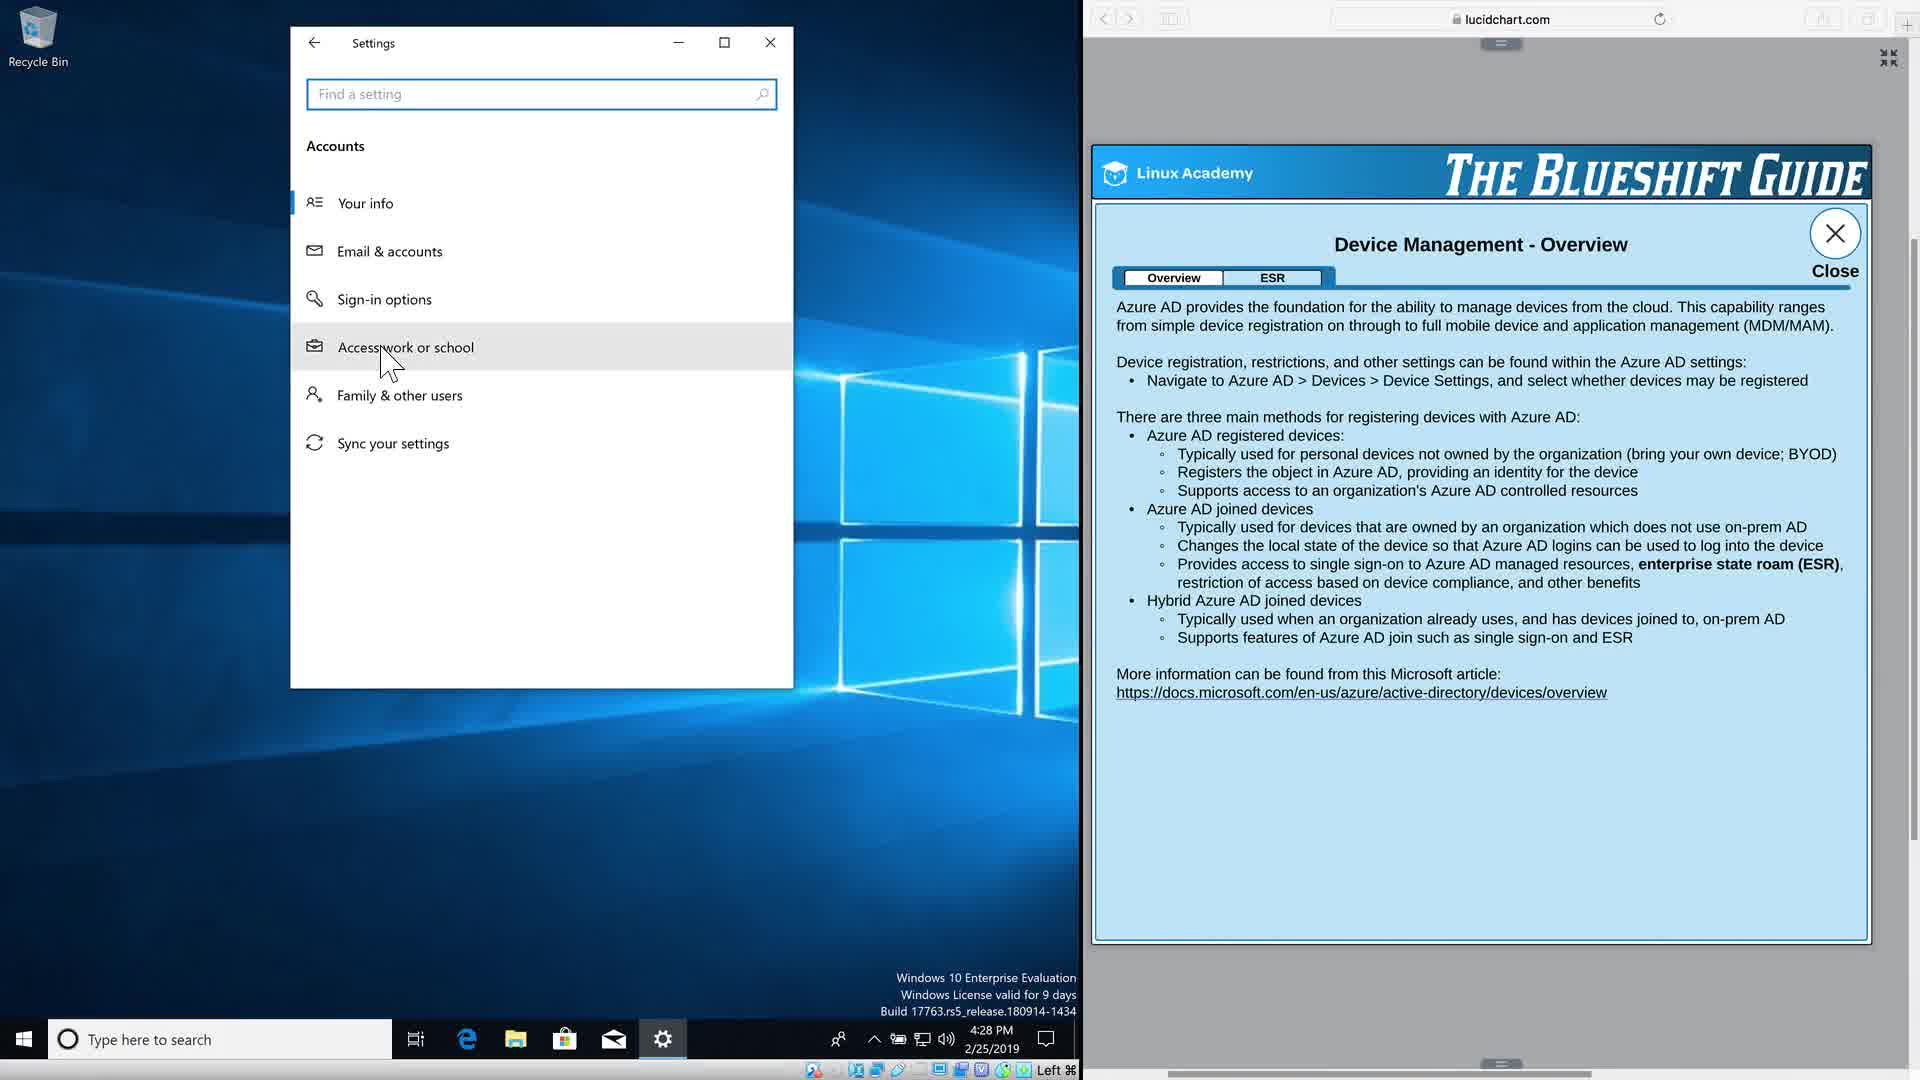 Recycle Bin
Settings
Find a setting
Accounts
Your info
Email & accounts
Sign-in options
Access work or school
Family & other users
Sync your settings
Windows 10 Enterprise Evaluation
Windows License valid for 9 days
Build 17763.rs5_release.180914-1434
Type here to search
4:28 PM
2/25/2019
Left ⌘
lucidchart.com
Linux Academy
THE BLUESHIFT GUIDE
Device Management - Overview
Close
Overview ESR
Azure AD provides the foundation for the ability to manage devices from the cloud. This capability ranges
from simple device registration on through to full mobile device and application management (MDM/MAM).
Device registration, restrictions, and other settings can be found within the Azure AD settings:
• Navigate to Azure AD > Devices > Device Settings, and select whether devices may be registered
There are three main methods for registering devices with Azure AD:
• Azure AD registered devices:
◦ Typically used for personal devices not owned by the organization (bring your own device; BYOD)
◦ Registers the object in Azure AD, providing an identity for the device
◦ Supports access to an organization's Azure AD controlled resources
• Azure AD joined devices
◦ Typically used for devices that are owned by an organization which does not use on-prem AD
◦ Changes the local state of the device so that Azure AD logins can be used to log into the device
◦ Provides access to single sign-on to Azure AD managed resources, enterprise state roam (ESR),
restriction of access based on device compliance, and other benefits
• Hybrid Azure AD joined devices
◦ Typically used when an organization already uses, and has devices joined to, on-prem AD
◦ Supports features of Azure AD join such as single sign-on and ESR
More information can be found from this Microsoft article:
https://docs.microsoft.com/en-us/azure/active-directory/devices/overview